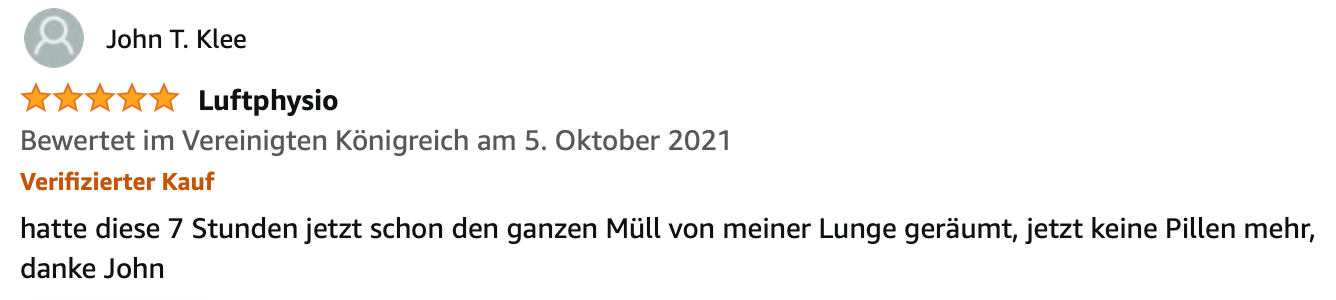 John T. Klee
Luftphysio
Bewertet im Vereinigten Königreich am 5. Oktober 2021
Verifizierter Kauf
hatte diese 7 Stunden jetzt schon den ganzen Müll von meiner Lunge geräumt, jetzt keine Pillen mehr,
danke John